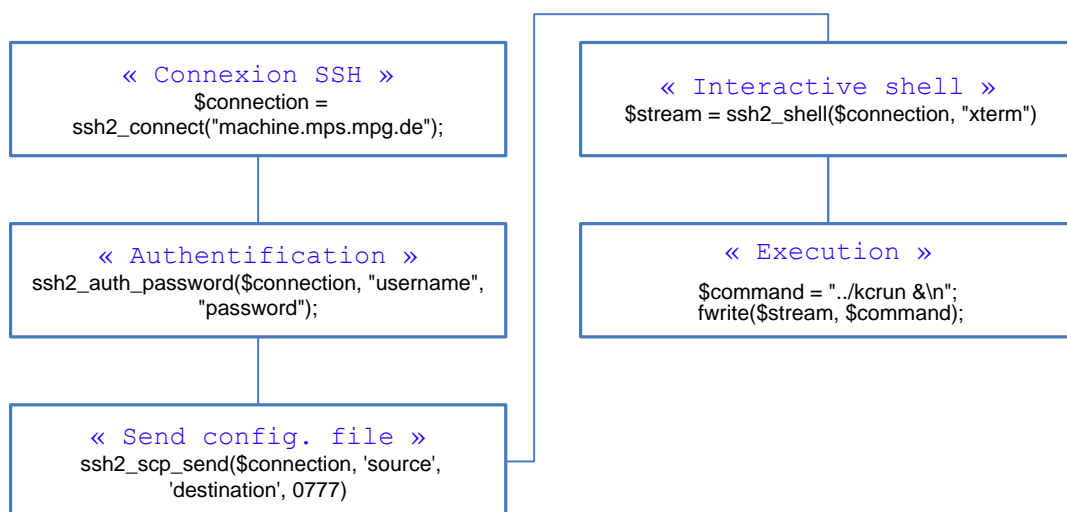 « Connexion SSH »
$connection =
ssh2_connect("machine.mps.mpg.de");
« Authentification »
ssh2_auth_password($connection, "username",
"password");
« Send config. file »
ssh2_scp_send($connection, 'source',
'destination', 0777)
« Interactive shell »
$stream = ssh2_shell($connection, "xterm")
« Execution »
$command = "../kcrun &\n";
fwrite($stream, $command);